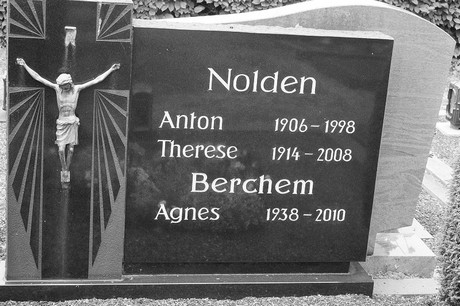 Nolden
Anton 1906 – 1998
Therese 1914 – 2008
Berchem
Agnes 1938 – 2010